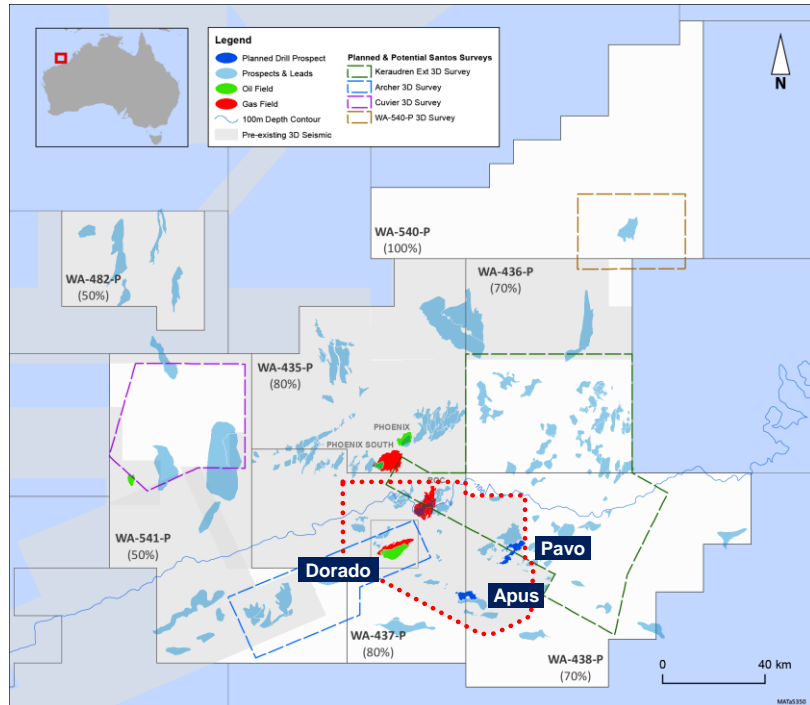 Legend
Planned Drill Prospect
Prospects & Leads
Oil Field
Gas Field
100m Depth Contour
Pre-existing 3D Seismic
Planned & Potential Santos Surveys
Keraudren Ext 3D Survey
Archer 3D Survey
Cuvier 3D Survey
WA-540-P 3D Survey
N
WA-540-P
(100%)
WA-482-P
(50%)
WA-436-P
(70%)
WA-435-P
(80%)
PHOENIX
PHOENIX SOUTH
ROC
WA-541-P
(50%)
Dorado
Pavo
Apus
WA-437-P
(80%)
WA-438-P
(70%)
0 40 km
MATs5350